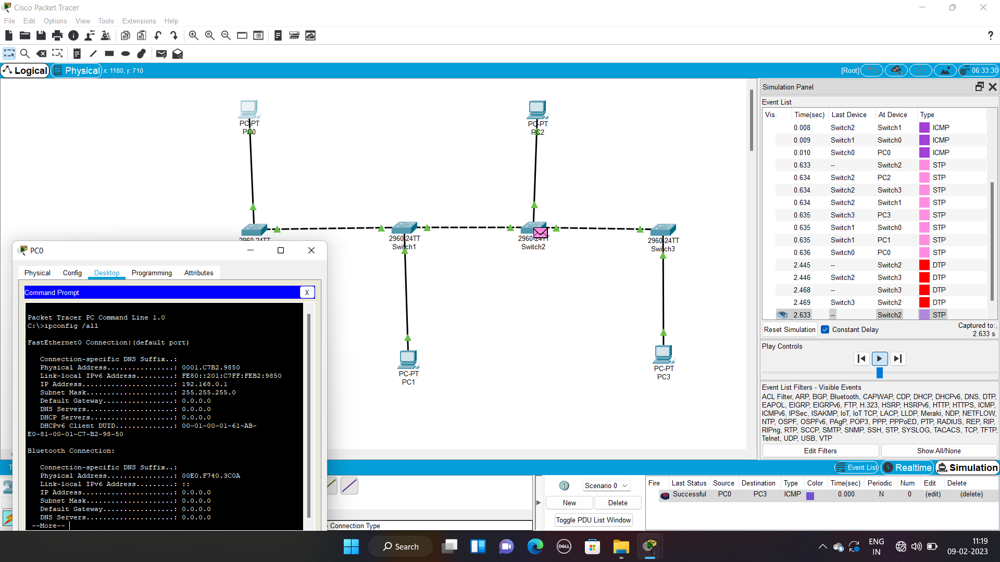 Cisco Packet Tracer
File Edit Options View Tools Extensions Help
Logical Physical x: 1180, y: 710 [Root] 06:33:30
PC-PT
PC0
PC-PT
PC2
2960-24TT
2960-24TT
Switch1
2960-24TT
Switch2
2960-24TT
Switch3
PC-PT
PC1
PC-PT
PC3
PC0
Physical Config Desktop Programming Attributes
Command Prompt X
Packet Tracer PC Command Line 1.0
C:\>ipconfig /all
FastEthernet0 Connection:(default port)
Connection-specific DNS Suffix..:
Physical Address................: 0001.C7B2.9850
Link-local IPv6 Address.........: FE80::201:C7FF:FEB2:9850
IP Address......................: 192.168.0.1
Subnet Mask.....................: 255.255.255.0
Default Gateway.................: 0.0.0.0
DNS Servers.....................: 0.0.0.0
DHCP Servers....................: 0.0.0.0
DHCPv6 Client DUID..............: 00-01-00-01-61-AB-
E0-81-00-01-C7-B2-98-50
Bluetooth Connection:
Connection-specific DNS Suffix..:
Physical Address................: 00E0.F740.3C0A
Link-local IPv6 Address.........: ::
IP Address......................: 0.0.0.0
Subnet Mask.....................: 0.0.0.0
Default Gateway.................: 0.0.0.0
DNS Servers.....................: 0.0.0.0
--More--
Simulation Panel
Event List
Vis. Time(sec) Last Device At Device Type
0.008 Switch2 Switch1 ICMP
0.009 Switch1 Switch0 ICMP
0.010 Switch0 PC0 ICMP
0.633 -- Switch2 STP
0.634 Switch2 PC2 STP
0.634 Switch2 Switch3 STP
0.634 Switch2 Switch1 STP
0.635 Switch3 PC3 STP
0.635 Switch1 Switch0 STP
0.635 Switch1 PC1 STP
0.636 Switch0 PC0 STP
2.445 -- Switch2 DTP
2.446 Switch2 Switch3 DTP
2.468 -- Switch3 DTP
2.469 Switch3 Switch2 DTP
2.633 -- Switch2 STP
Reset Simulation Constant Delay Captured to:
2.633 s
Play Controls
Event List Filters - Visible Events
ACL Filter, ARP, BGP, Bluetooth, CAPWAP, CDP, DHCP, DHCPv6, DNS, DTP,
EAPOL, EIGRP, EIGRPv6, FTP, H.323, HSRP, HSRPv6, HTTP, HTTPS, ICMP,
ICMPv6, IPSec, ISAKMP, IoT, IoT TCP, LACP, LLDP, Meraki, NDP, NETFLOW,
NTP, OSPF, OSPFv6, PAgP, POP3, PPP, PPPoED, PTP, RADIUS, REP, RIP,
RIPng, RTP, SCCP, SMTP, SNMP, SSH, STP, SYSLOG, TACACS, TCP, TFTP,
Telnet, UDP, USB, VTP
Edit Filters Show All/None
Event List Realtime Simulation
Connection Type
Scenario 0
New Delete
Toggle PDU List Window
Fire Last Status Source Destination Type Color Time(sec) Periodic Num Edit Delete
Successful PC0 PC3 ICMP 0.000 N 0 (edit) (delete)
Search
DELL
ENG
IN
11:19
09-02-2023